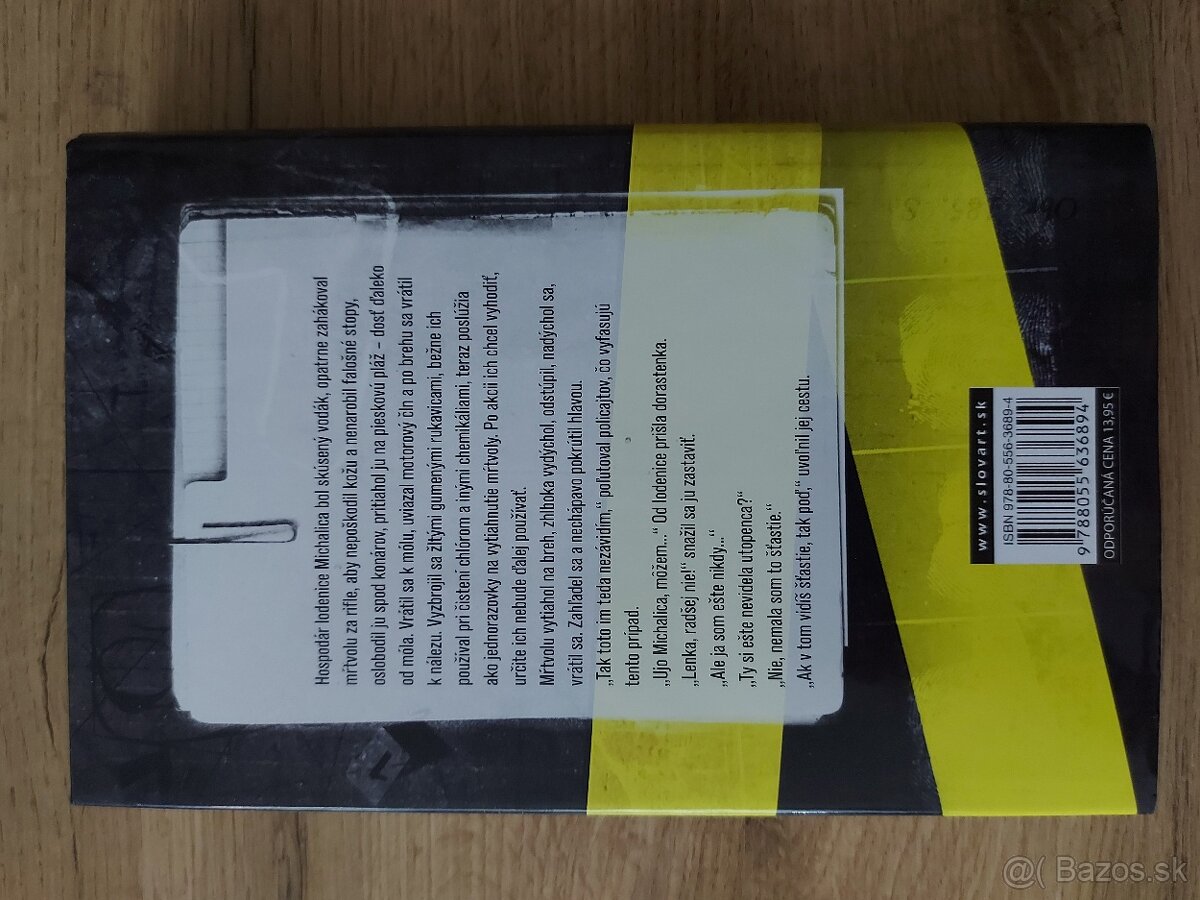 Hospodár lodenice Michalica bol skúsený vodák, opatrne zahákoval
mŕtvolu za rifle, aby nepoškodil kožu a nenarobil falošné stopy,
oslobodil ju spod konárov, pritiahol ju na pieskovú pláž – dosť ďaleko
od móla. Vrátil sa k mólu, uviazal motorový čln a po brehu sa vrátil
k nálezu. Vyzbrojil sa žltými gumenými rukavicami, bežne ich
používal pri čistení chlórom a inými chemikáliami, teraz poslúžia
ako jednorazovky na vytiahnutie mŕtvoly. Po akcii ich chcel vyhodiť,
určite ich nebude ďalej používať.
Mŕtvolu vytiahol na breh, zhlboka vydýchol, odstúpil, nadýchol sa,
vrátil sa. Zahľadel sa a nechápavo pokrútil hlavou.
„Tak toto im teda nezávidím,“ poľutoval policajtov, čo vyfasujú
tento prípad.
„Ujo Michalica, môžem...“ Od lodenice prišla dorastenka.
„Lenka, radšej nie!“ snažil sa ju zastaviť.
„Ale ja som ešte nikdy...“
„Ty si ešte nevidela utopenca?“
„Nie, nemala som to šťastie.“
„Ak v tom vidíš šťastie, tak poď,“ uvoľnil jej cestu.
www.slovart.sk
ISBN 978-80-556-3689-4
9 788055 636894
ODPORÚČANÁ CENA 13,95 €
@( Bazos.sk